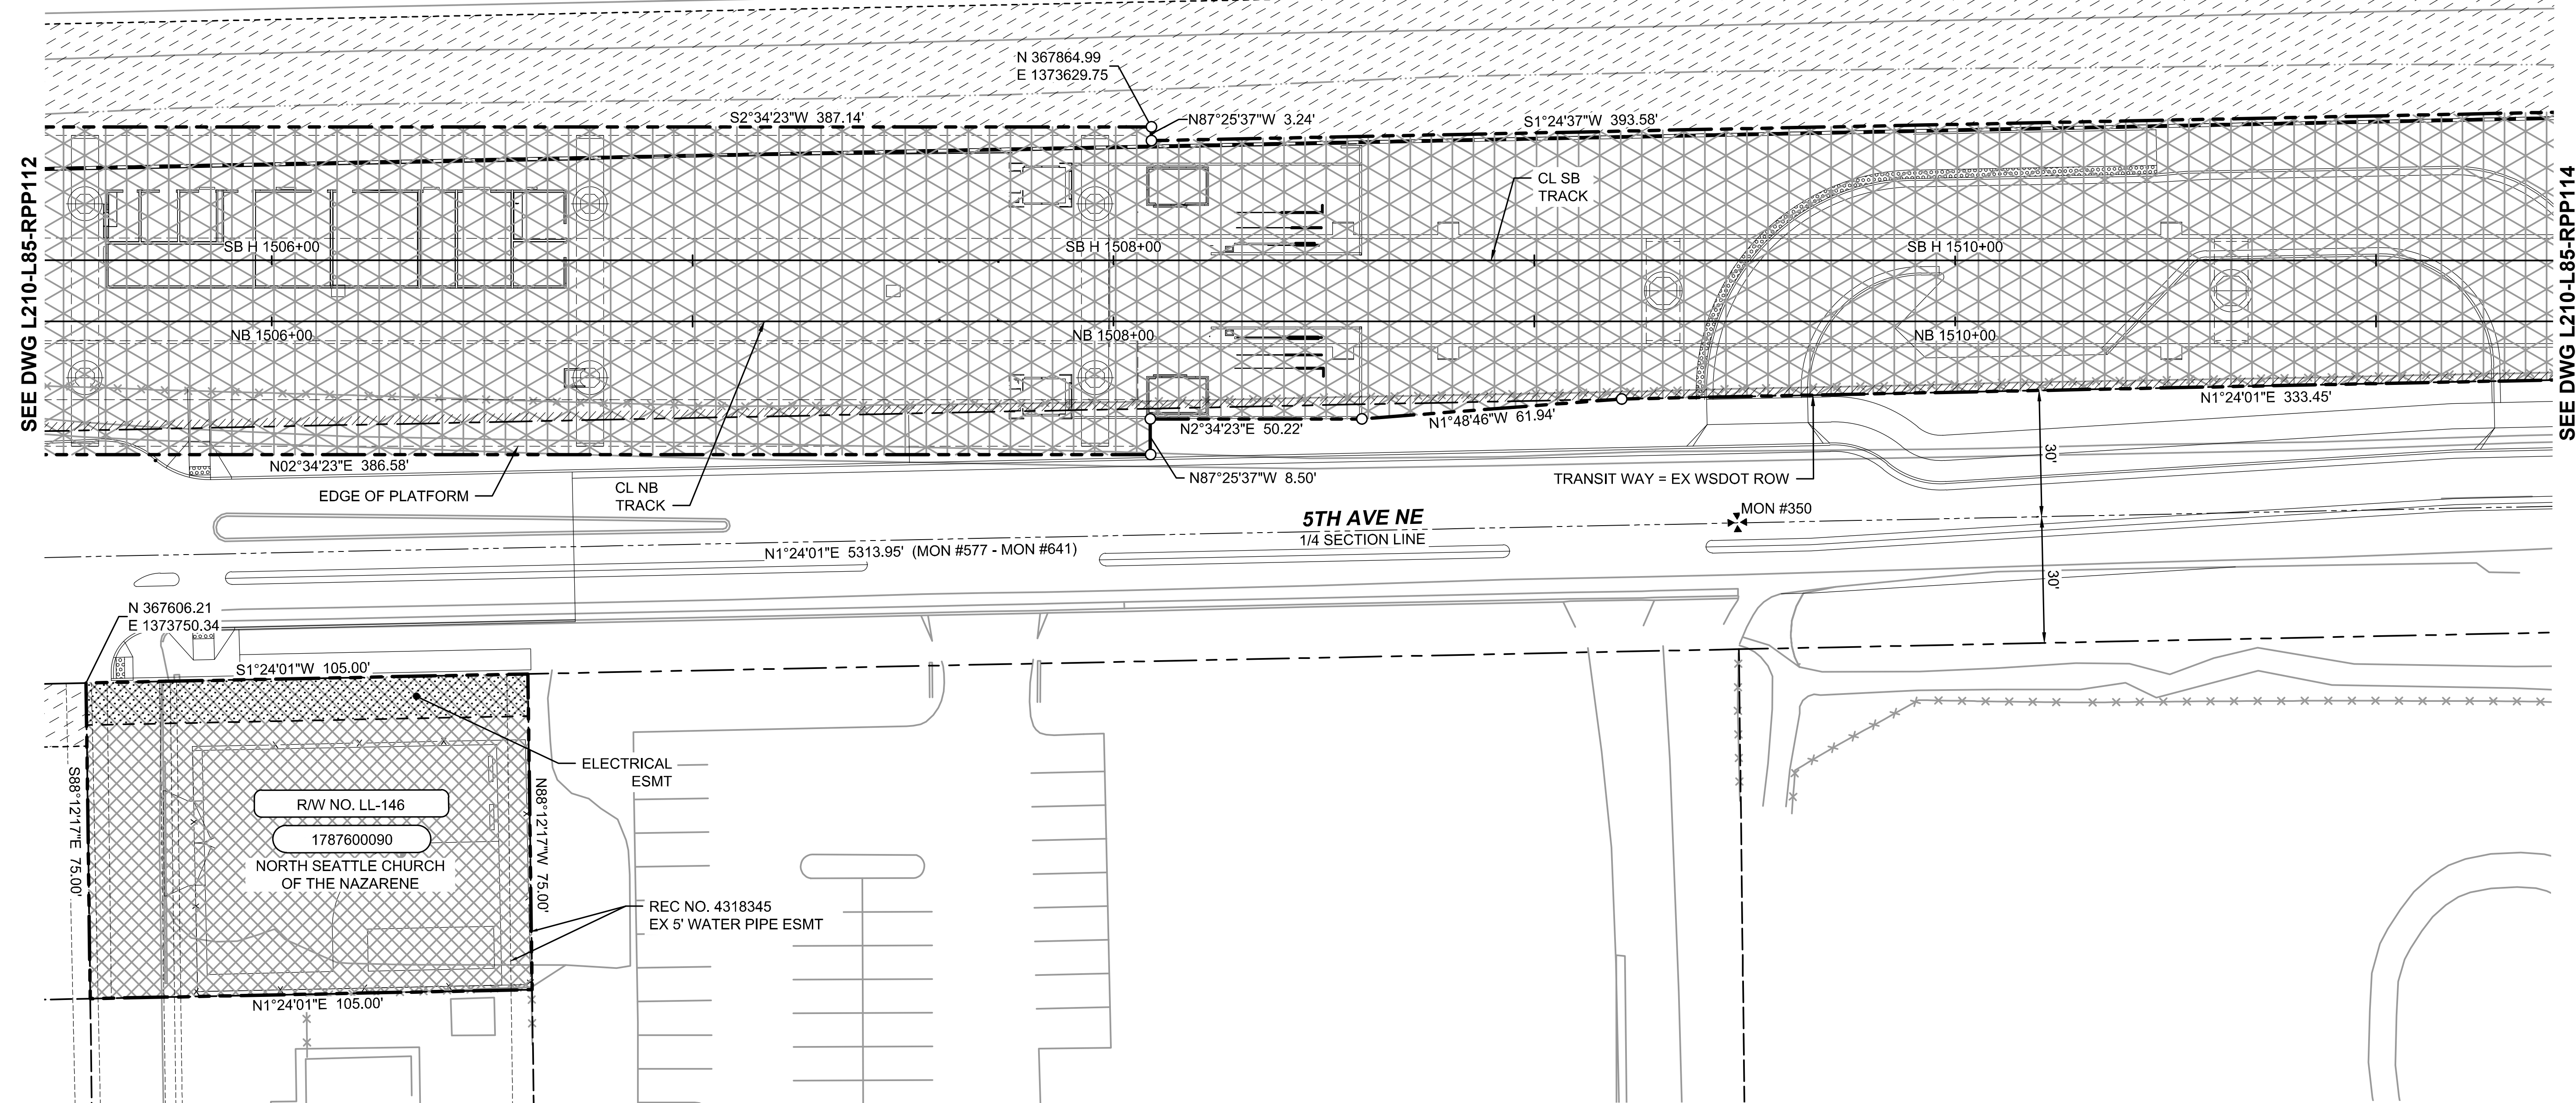 N 367864.99
E 1373629.75
S2°34'23"W 387.14'
N87°25'37"W 3.24'
S1°24'37"W 393.58'
SEE DWG L210-L85-RPP112
SEE DWG L210-L85-RPP114
CL SB
TRACK
SB H 1506+00
SB H 1508+00
SB H 1510+00
NB 1506+00
NB 1508+00
NB 1510+00
N1°24'01"E 333.45'
N1°48'46"W 61.94'
N2°34'23"E 50.22'
N02°34'23"E 386.58'
N87°25'37"W 8.50'
EDGE OF PLATFORM
CL NB
TRACK
TRANSIT WAY = EX WSDOT ROW
30'
MON #350
5TH AVE NE
1/4 SECTION LINE
N1°24'01"E 5313.95' (MON #577 - MON #641)
30'
N 367606.21
E 1373750.34
S1°24'01"W 105.00'
ELECTRICAL
ESMT
S88°12'17"E 75.00'
N88°12'17"W 75.00'
R/W NO. LL-146
1787600090
NORTH SEATTLE CHURCH
OF THE NAZARENE
REC NO. 4318345
EX 5' WATER PIPE ESMT
N1°24'01"E 105.00'